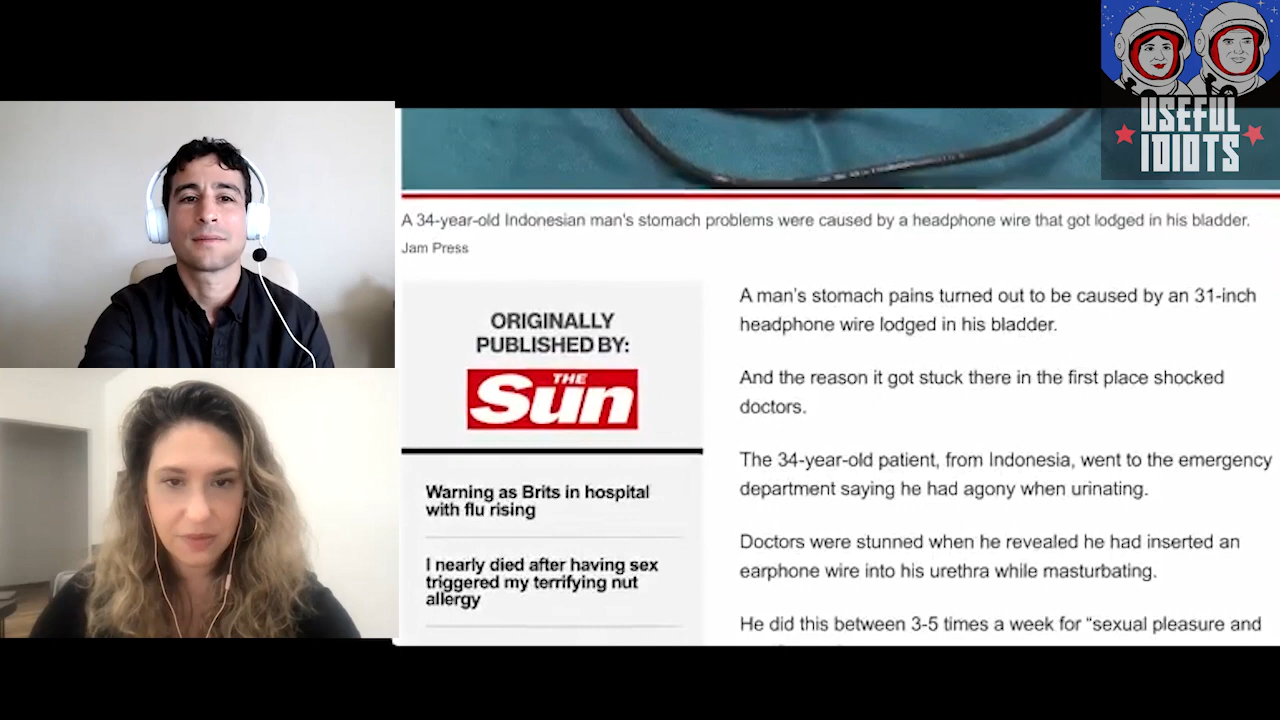 USEFUL
IDIOTS
A 34-year-old Indonesian man's stomach problems were caused by a headphone wire that got lodged in his bladder.
Jam Press
ORIGINALLY
PUBLISHED BY:
THE
Sun
Warning as Brits in hospital
with flu rising
I nearly died after having sex
triggered my terrifying nut
allergy
A man's stomach pains turned out to be caused by an 31-inch
headphone wire lodged in his bladder.
And the reason it got stuck there in the first place shocked
doctors.
The 34-year-old patient, from Indonesia, went to the emergency
department saying he had agony when urinating.
Doctors were stunned when he revealed he had inserted an
earphone wire into his urethra while masturbating.
He did this between 3-5 times a week for “sexual pleasure and